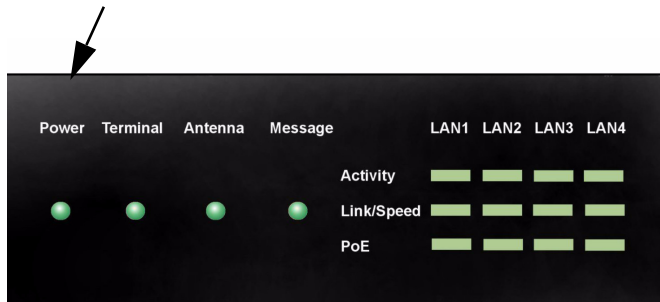 Power Terminal Antenna Message LAN1 LAN2 LAN3 LAN4
Activity
Link/Speed
PoE